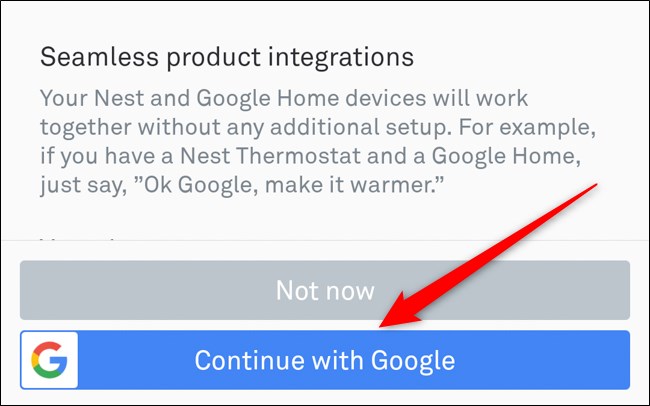 Seamless product integrations
Your Nest and Google Home devices will work
together without any additional setup. For example,
if you have a Nest Thermostat and a Google Home,
just say, ”Ok Google, make it warmer.”
Not now
Continue with Google